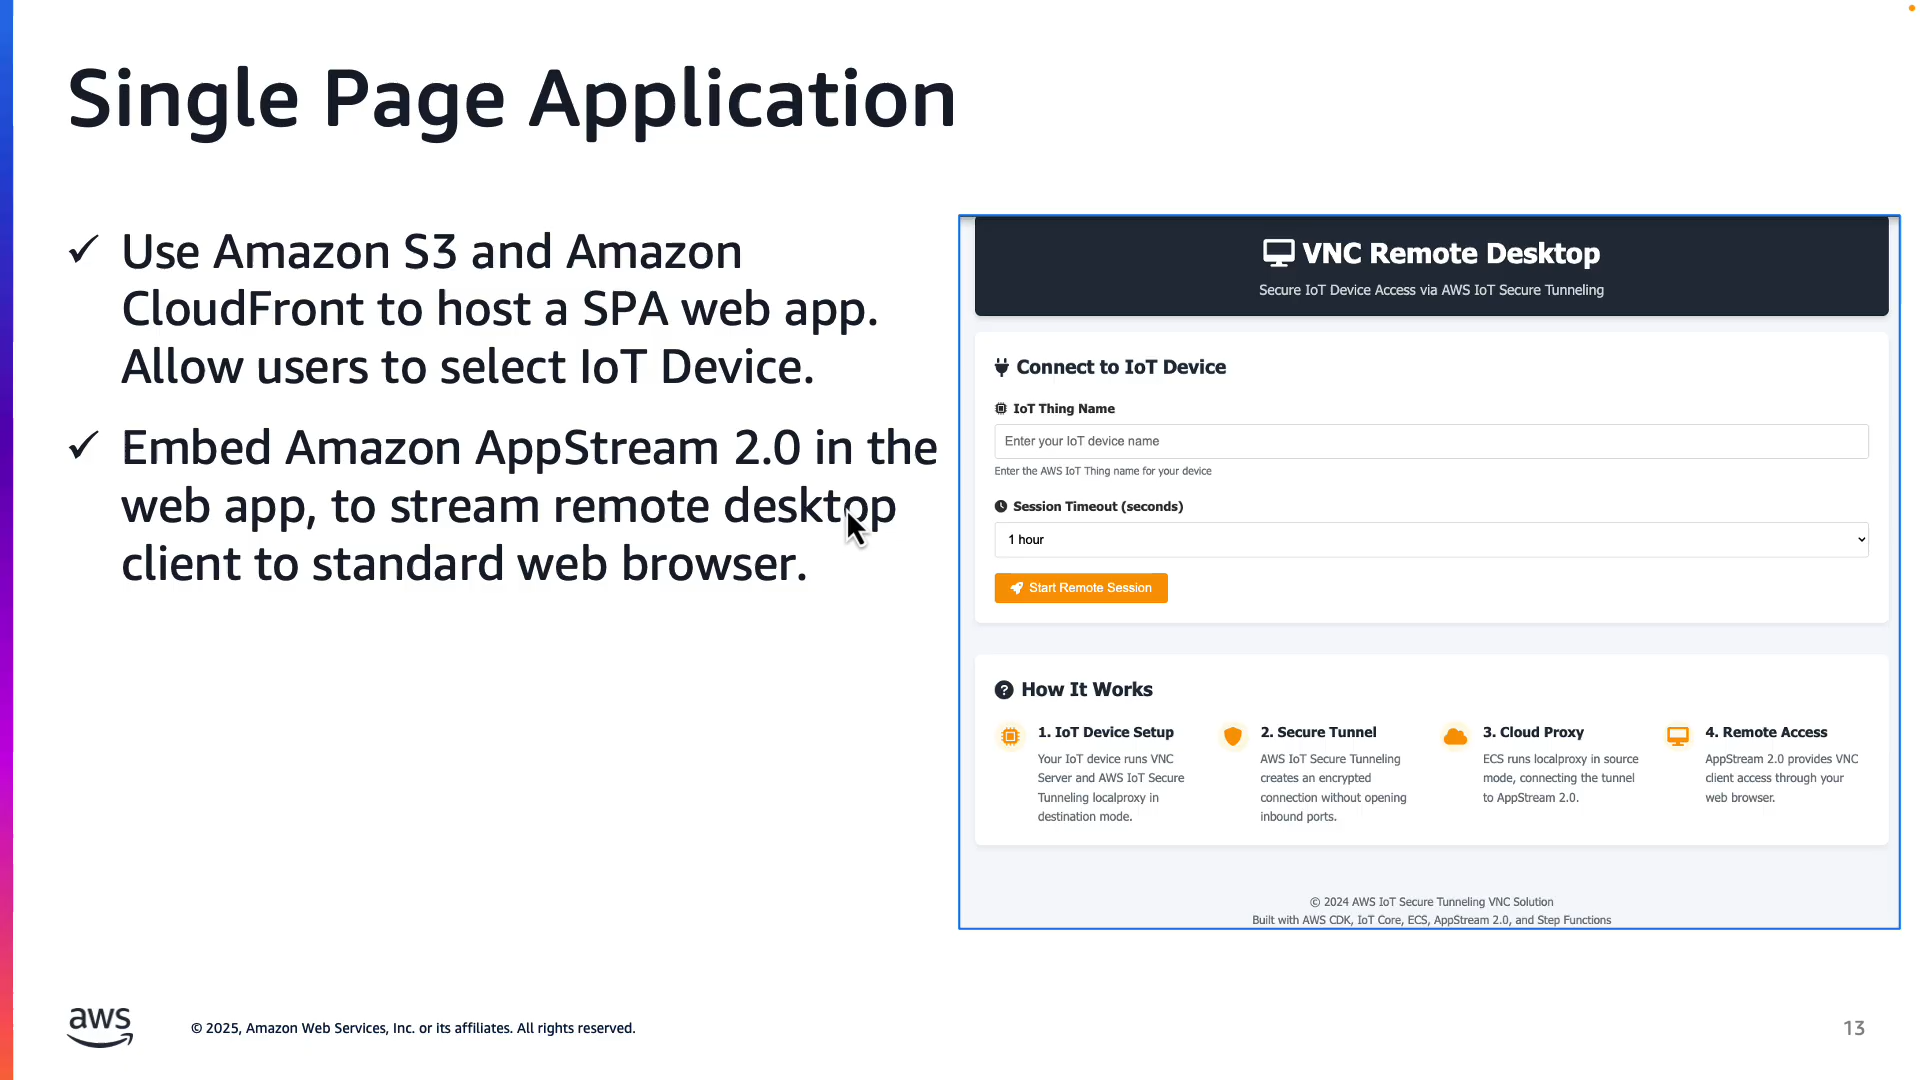 Single Page Application
✓ Use Amazon S3 and Amazon
CloudFront to host a SPA web app.
Allow users to select IoT Device.
✓ Embed Amazon AppStream 2.0 in the
web app, to stream remote desktop
client to standard web browser.
VNC Remote Desktop
Secure IoT Device Access via AWS IoT Secure Tunneling
Connect to IoT Device
IoT Thing Name
Enter your IoT device name
Enter the AWS IoT Thing name for your device
Session Timeout (seconds)
1 hour
Start Remote Session
How It Works
1. IoT Device Setup
Your IoT device runs VNC
Server and AWS IoT Secure
Tunneling localproxy in
destination mode.
2. Secure Tunnel
AWS IoT Secure Tunneling
creates an encrypted
connection without opening
inbound ports.
3. Cloud Proxy
ECS runs localproxy in source
mode, connecting the tunnel
to AppStream 2.0.
4. Remote Access
AppStream 2.0 provides VNC
client access through your
web browser.
© 2024 AWS IoT Secure Tunneling VNC Solution
Built with AWS CDK, IoT Core, ECS, AppStream 2.0, and Step Functions
aws
© 2025, Amazon Web Services, Inc. or its affiliates. All rights reserved.
13